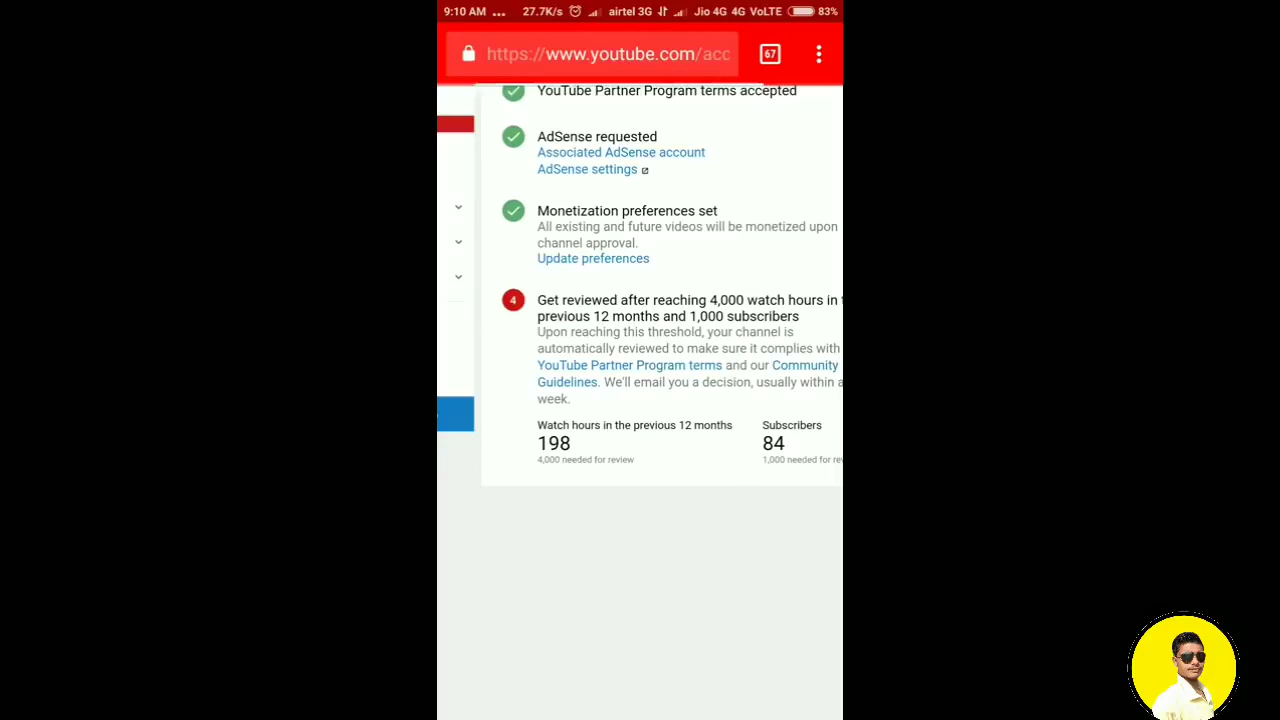 9:10 AM ... 27.7K/s airtel 3G Jio 4G 4G VoLTE 83%
https://www.youtube.com/acc 67
YouTube Partner Program terms accepted
AdSense requested
Associated AdSense account
AdSense settings
Monetization preferences set
All existing and future videos will be monetized upon
channel approval.
Update preferences
4 Get reviewed after reaching 4,000 watch hours in
previous 12 months and 1,000 subscribers
Upon reaching this threshold, your channel is
automatically reviewed to make sure it complies with
YouTube Partner Program terms and our Community
Guidelines. We'll email you a decision, usually within a
week.
Watch hours in the previous 12 months Subscribers
198 84
4,000 needed for review 1,000 needed for re